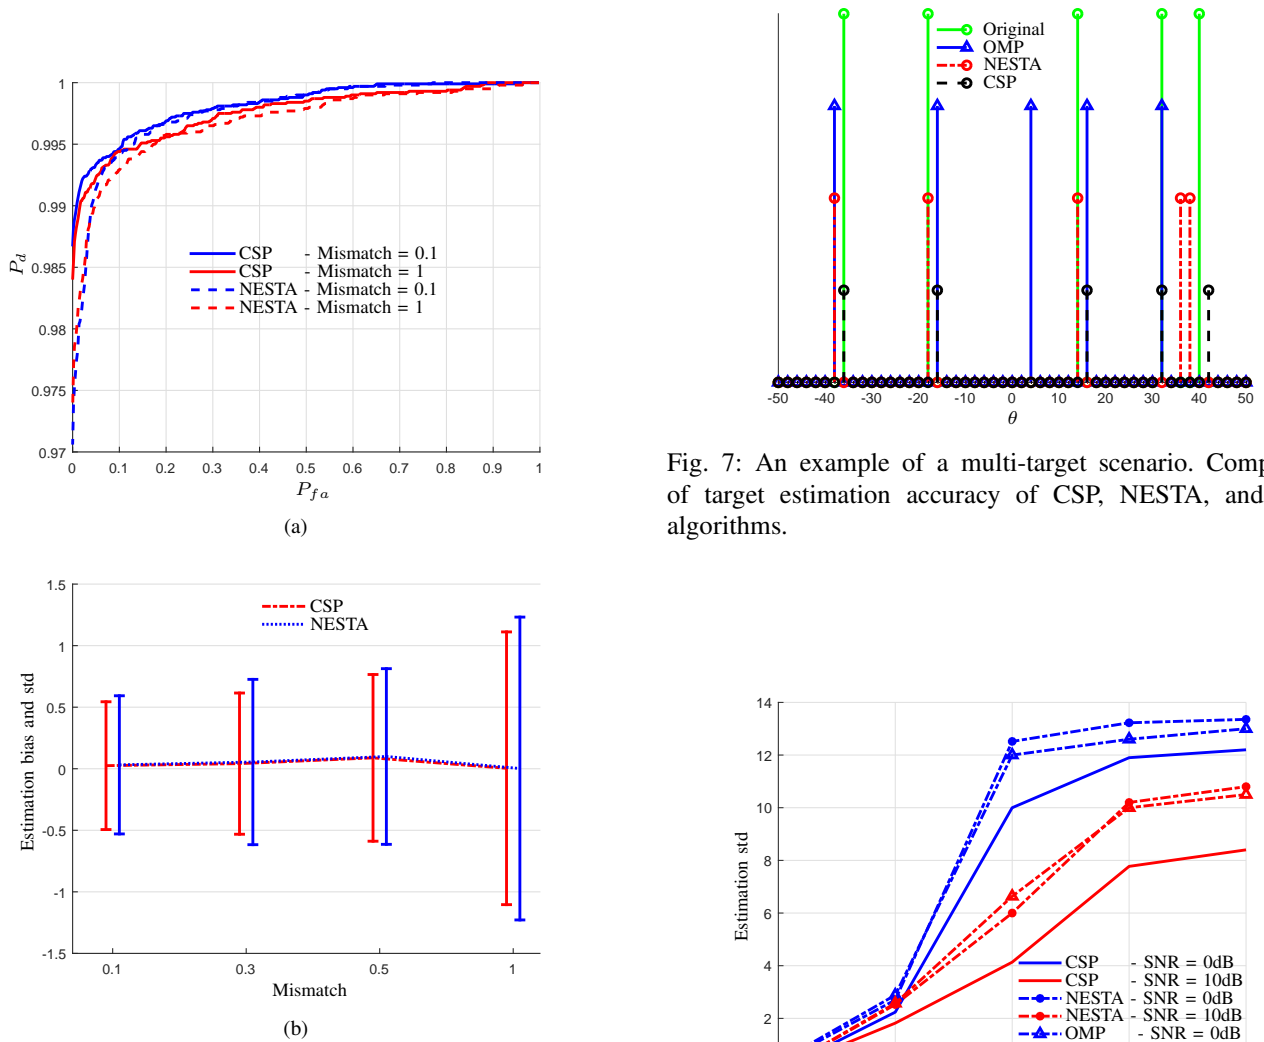 1
0.995
0.99
0.985
0.98
0.975
0.97
P_d
CSP - Mismatch = 0.1
CSP - Mismatch = 1
NESTA - Mismatch = 0.1
NESTA - Mismatch = 1
0 0.1 0.2 0.3 0.4 0.5 0.6 0.7 0.8 0.9 1
P_{fa}
(a)
1.5
1
0.5
0
-0.5
-1
-1.5
Estimation bias and std
CSP
NESTA
0.1 0.3 0.5 1
Mismatch
(b)
Original
OMP
NESTA
CSP
-50 -40 -30 -20 -10 0 10 20 30 40 50
θ
Fig. 7: An example of a multi-target scenario. Comp
of target estimation accuracy of CSP, NESTA, and
algorithms.
14
12
10
8
6
4
2
Estimation std
CSP - SNR = 0dB
CSP - SNR = 10dB
NESTA - SNR = 0dB
NESTA - SNR = 10dB
OMP - SNR = 0dB